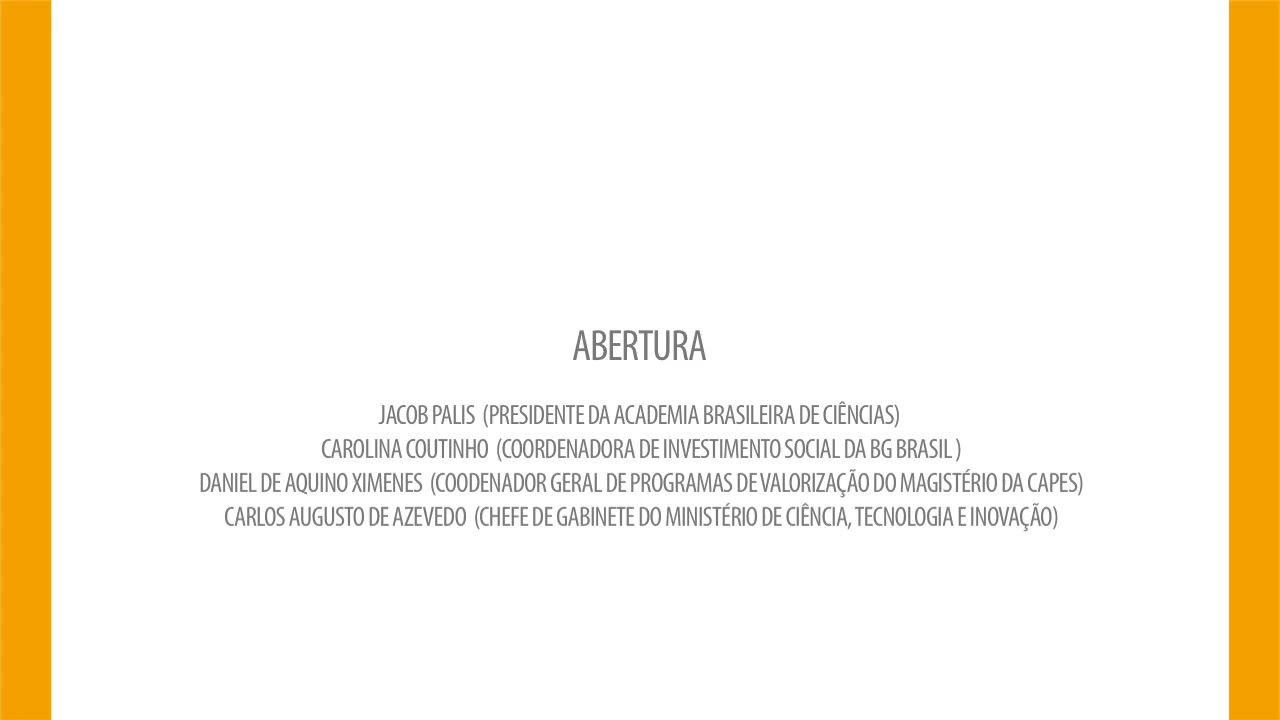 ABERTURA
JACOB PALIS (PRESIDENTE DA ACADEMIA BRASILEIRA DE CIÊNCIAS)
CAROLINA COUTINHO (COORDENADORA DE INVESTIMENTO SOCIAL DA BG BRASIL )
DANIEL DE AQUINO XIMENES (COODENADOR GERAL DE PROGRAMAS DE VALORIZAÇÃO DO MAGISTÉRIO DA CAPES)
CARLOS AUGUSTO DE AZEVEDO (CHEFE DE GABINETE DO MINISTÉRIO DE CIÊNCIA, TECNOLOGIA E INOVAÇÃO)